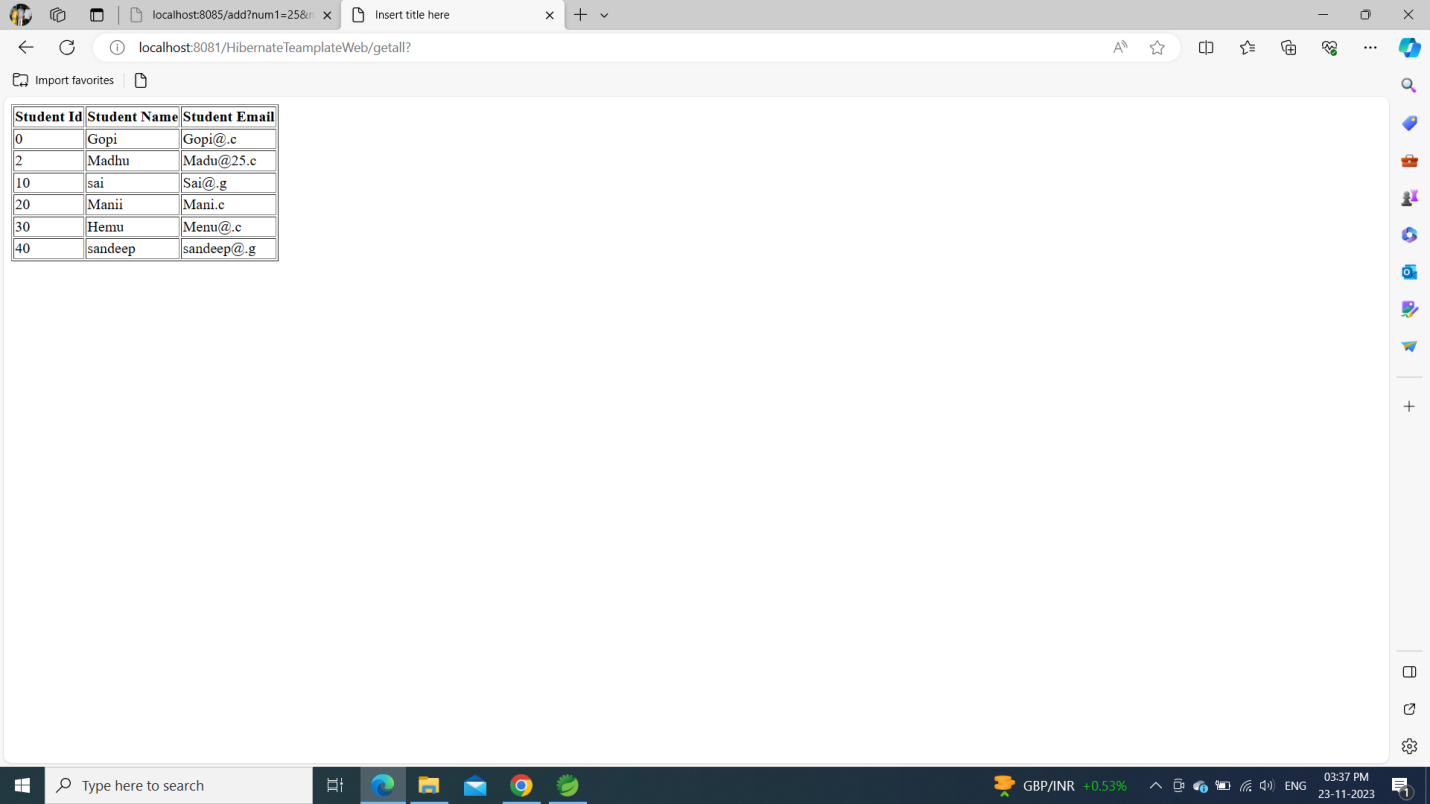 localhost:8085/add?num1=25&n
Insert title here
localhost:8081/HibernateTeamplateWeb/getall?
Import favorites
Student Id Student Name Student Email
0 Gopi Gopi@.c
2 Madhu Madu@25.c
10 sai Sai@.g
20 Manii Mani.c
30 Hemu Menu@.c
40 sandeep sandeep@.g
Type here to search
GBP/INR +0.53%
ENG
03:37 PM
23-11-2023
1